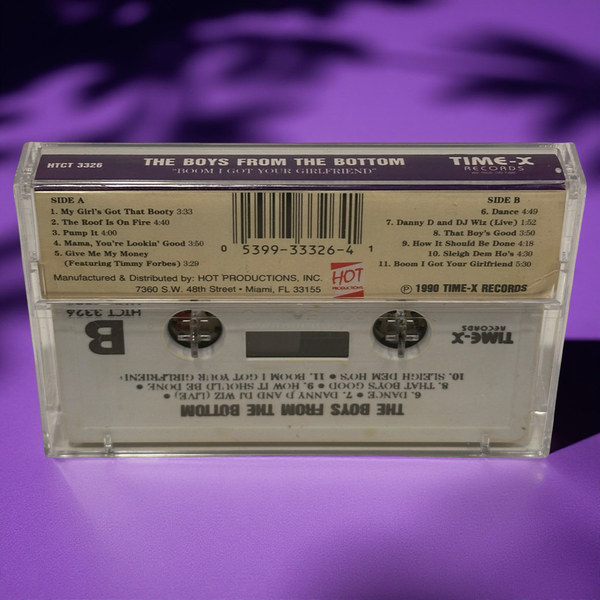 HTCT 3326
THE BOYS FROM THE BOTTOM
"BOOM I GOT YOUR GIRLFRIEND"
TIME-X
RECORDS
SIDE A
1. My Girl's Got That Booty 3:33
2. The Roof Is On Fire 4:40
3. Pump It 4:00
4. Mama, You're Lookin' Good 3:50
5. Give Me My Money
(Featuring Timmy Forbes) 3:29
0 5399-33326-4 1
SIDE B
6. Dance 4:49
7. Danny D and DJ Wiz (Live) 1:52
8. That Boy's Good 3:50
9. How It Should Be Done 4:18
10. Sleigh Dem Ho's 4:30
11. Boom I Got Your Girlfriend 5:30
Manufactured & Distributed by: HOT PRODUCTIONS, INC.
7360 S.W. 48th Street • Miami, FL 33155
HOT
PRODUCTIONS
Ⓟ 1990 TIME-X RECORDS
HTCT 3326
B
TIME-X
RECORDS
THE BOYS FROM THE BOTTOM
6. DANCE • 7. DANNY D AND DJ WIZ (LIVE) •
8. THAT BOY'S GOOD • 9. HOW IT SHOULD BE DONE •
10. SLEIGH DEM HO'S • 11. BOOM I GOT YOUR GIRLFRIEND